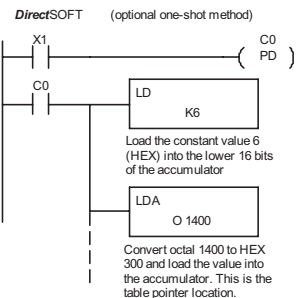 DirectSOFT (optional one-shot method)
X1
C0
PD
C0
LD
K6
Load the constant value 6
(HEX) into the lower 16 bits
of the accumulator
LDA
O 1400
Convert octal 1400 to HEX
300 and load the value into
the accumulator. This is the
table pointer location.